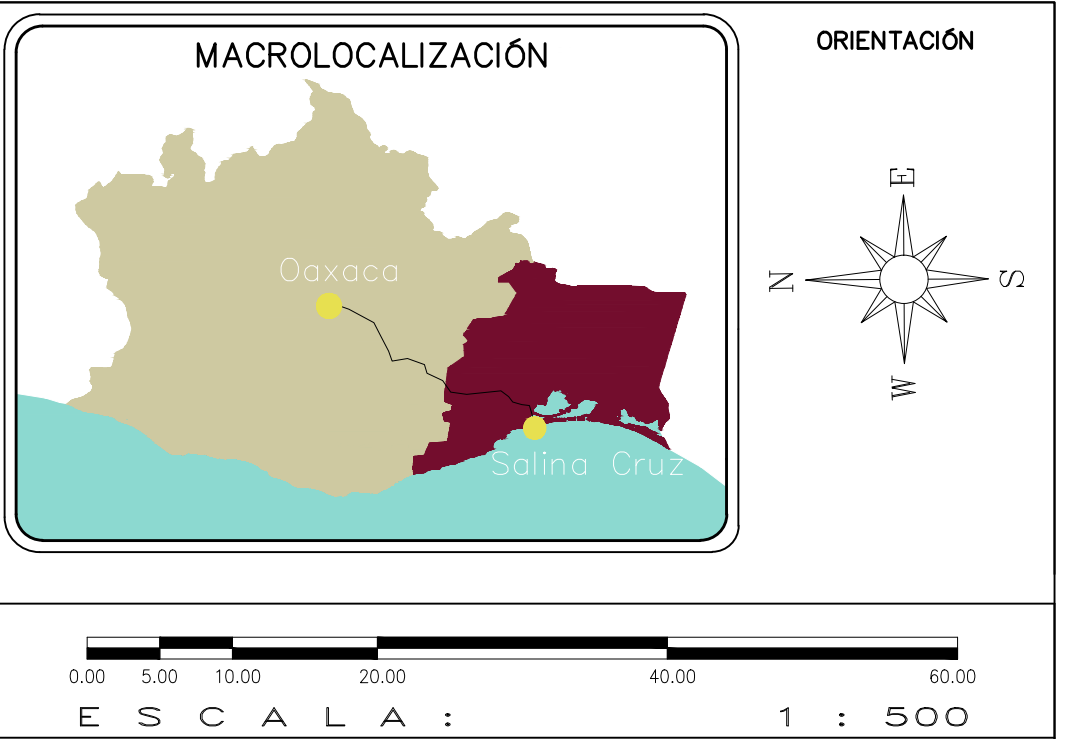 MACROLOCALIZACIÓN
Oaxaca
Salina Cruz
ORIENTACIÓN
E
N
S
W
0.00 5.00 10.00 20.00 40.00 60.00
ESCALA: 1 : 500